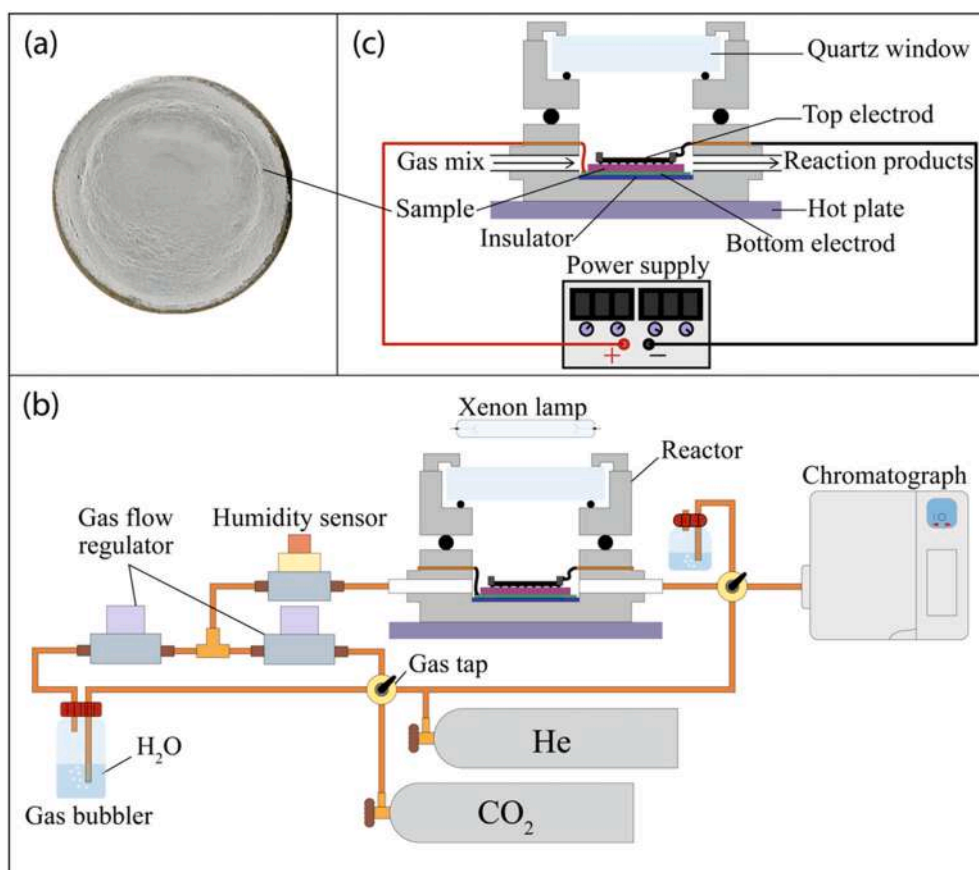 (a)
(c)
Quartz window
Top electrod
Gas mix
Reaction products
Sample
Hot plate
Insulator
Bottom electrod
Power supply
+
−
(b)
Xenon lamp
Reactor
Chromatograph
Gas flow
regulator
Humidity sensor
Gas tap
H₂O
Gas bubbler
He
CO₂